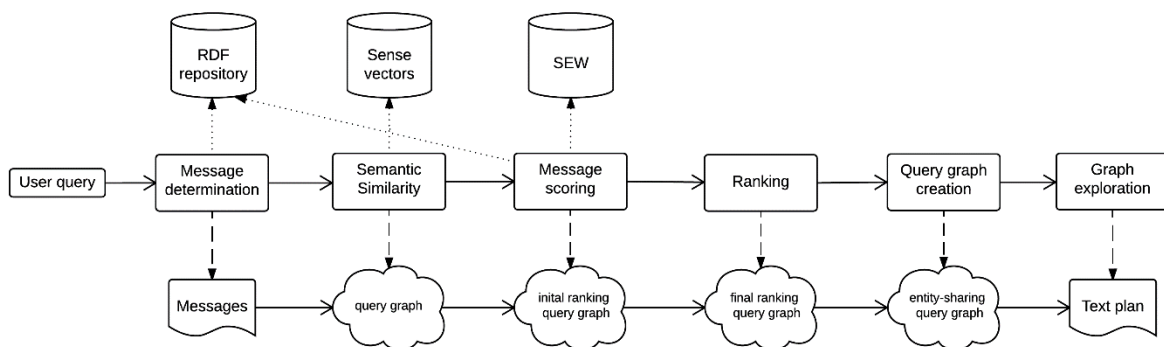 RDF
repository
Sense
vectors
SEW
User query
Message
determination
Semantic
Similarity
Message
scoring
Ranking
Query graph
creation
Graph
exploration
Messages
query graph
inital ranking
query graph
final ranking
query graph
entity-sharing
query graph
Text plan